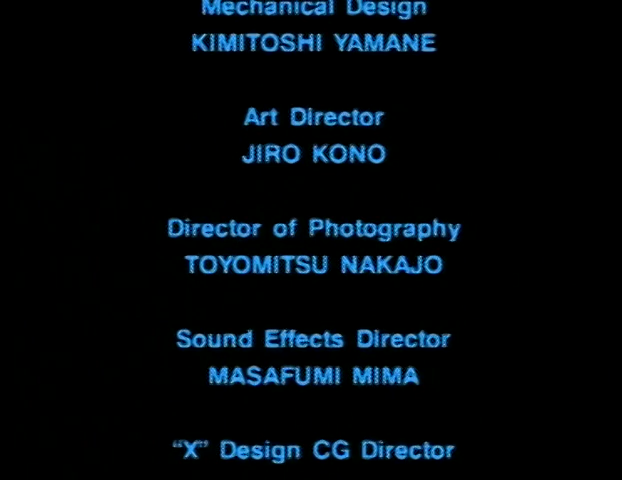 Mechanical Design
KIMITOSHI YAMANE
Art Director
JIRO KONO
Director of Photography
TOYOMITSU NAKAJO
Sound Effects Director
MASAFUMI MIMA
“X” Design CG Director